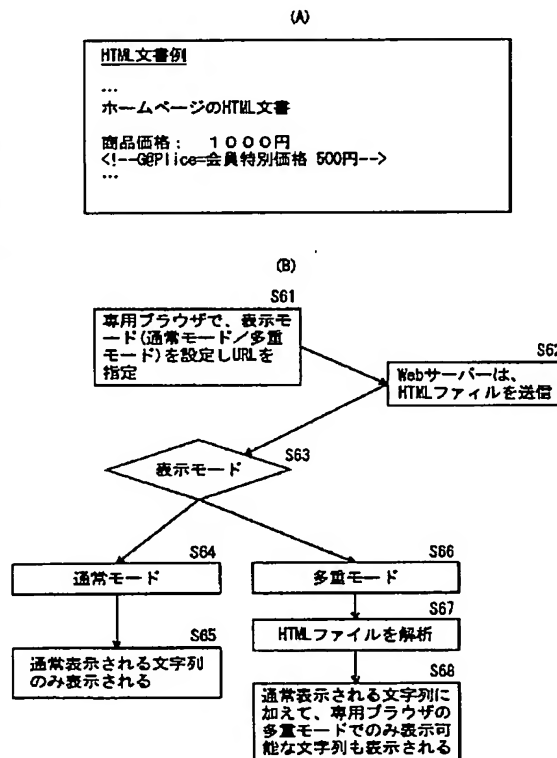 (A)
HTML文書例
...
ホームページのHTML文書
商品価格： １０００円
<!--G@Plice=会員特別価格 500円-->
...
(B)
S61
専用ブラウザで、表示モ
ード(通常モード／多重
モード)を設定しURLを
指定
S62
Webサーバーは、
HTMLファイルを送信
S63
表示モード
S64
通常モード
S66
多重モード
S67
HTMLファイルを解析
S65
通常表示される文字列
のみ表示される
S68
通常表示される文字列に
加えて、専用ブラウザの
多重モードでのみ表示可
能な文字列も表示される